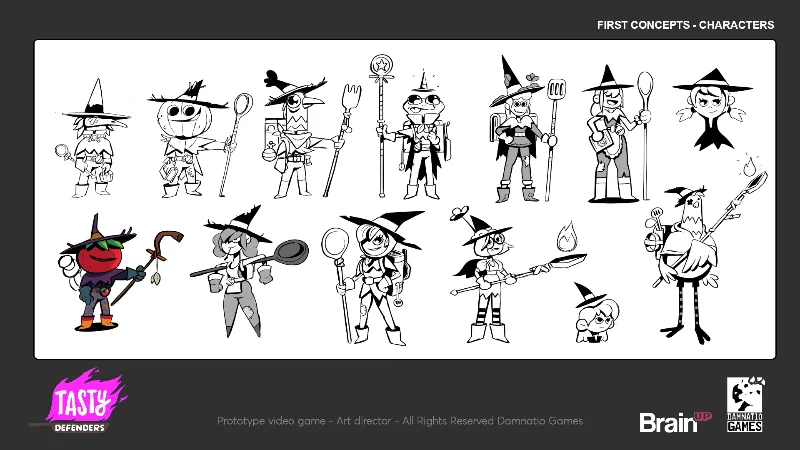 FIRST CONCEPTS - CHARACTERS
TASTY
DEFENDERS
Prototype video game - Art director - All Rights Reserved Damnatio Games
Brain UP
DAMNATIO
GAMES